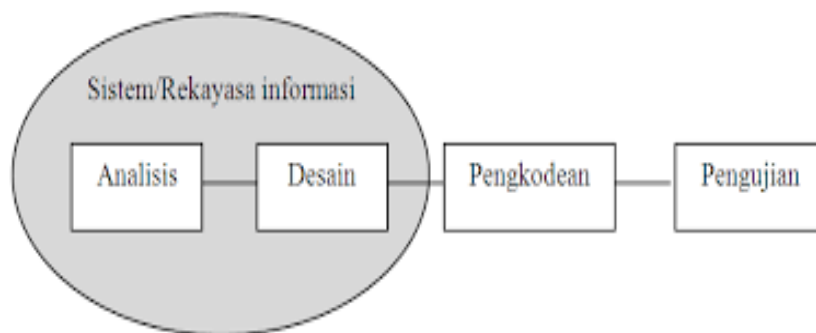 Sistem/Rekayasa informasi
Analisis
Desain
Pengkodean
Pengujian